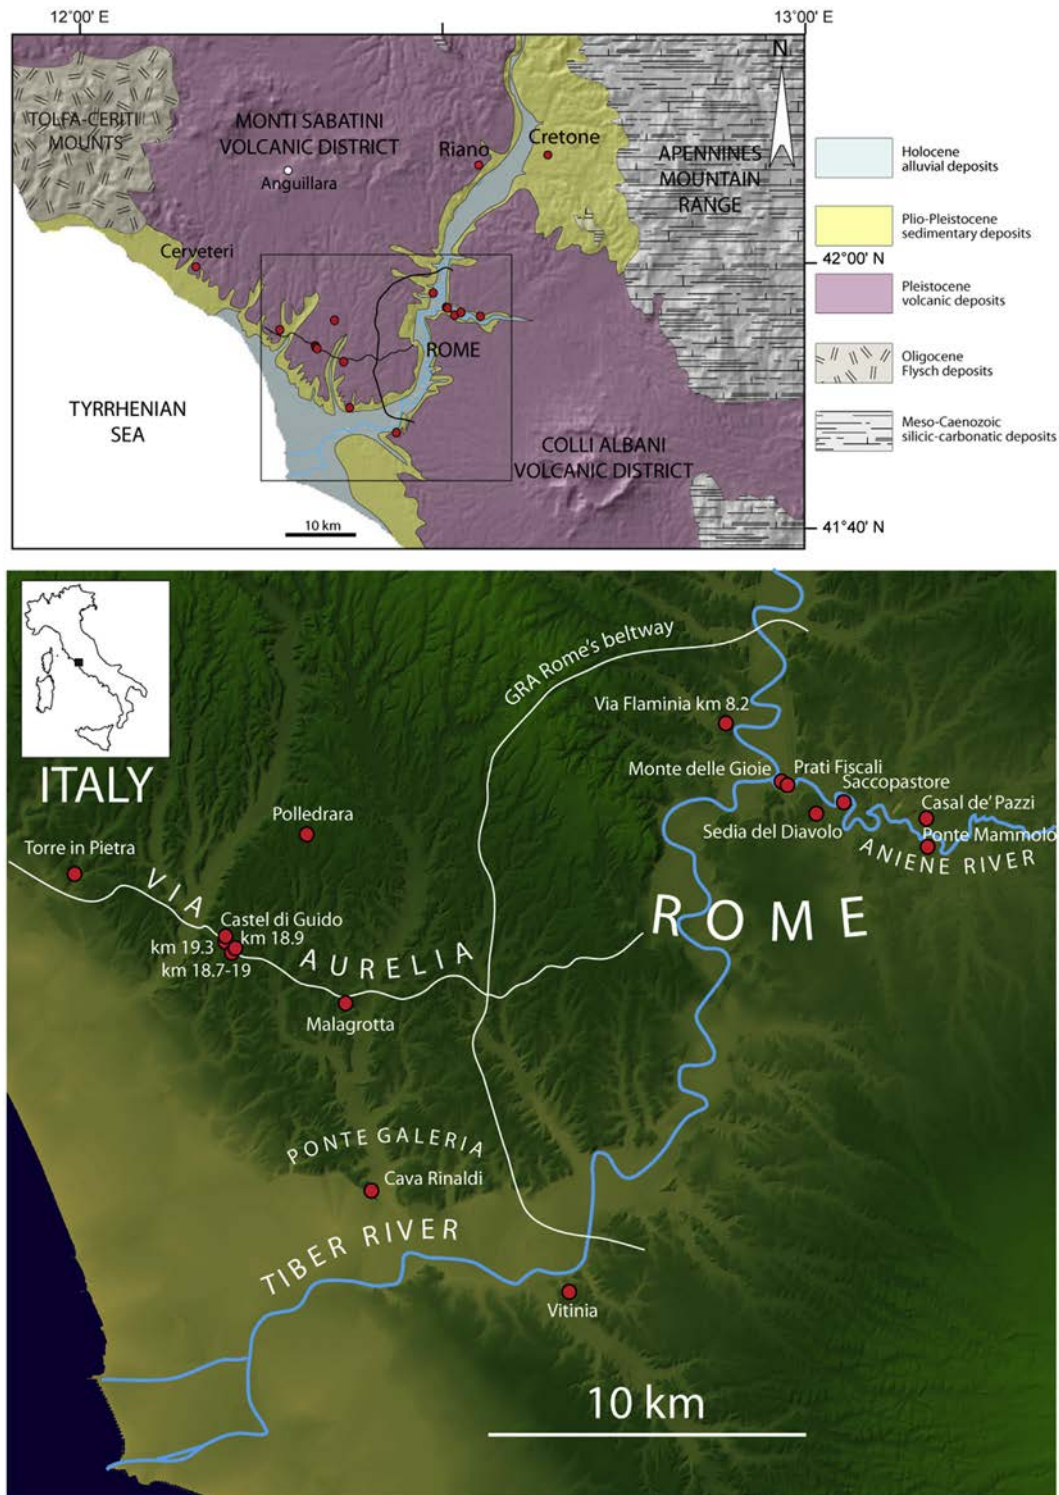 12°00' E
13°00' E
N
TOLFA-CERITI
MOUNTS
MONTI SABATINI
VOLCANIC DISTRICT
Anguillara
Riano
Cretone
APENNINES
MOUNTAIN
RANGE
Cerveteri
ROME
TYRRHENIAN
SEA
COLLI ALBANI
VOLCANIC DISTRICT
10 km
42°00' N
41°40' N
Holocene
alluvial deposits
Plio-Pleistocene
sedimentary deposits
Pleistocene
volcanic deposits
Oligocene
Flysch deposits
Meso-Caenozoic
silicic-carbonatic deposits
ITALY
GRA Rome's beltway
Via Flaminia km 8.2
Monte delle Gioie
Prati Fiscali
Saccopastore
Sedia del Diavolo
Casal de' Pazzi
Ponte Mammolo
ANIENE RIVER
Polledrara
Torre in Pietra
VIA
AURELIA
Castel di Guido
km 19.3
km 18.9
km 18.7-19
ROME
Malagrotta
PONTE GALERIA
Cava Rinaldi
TIBER RIVER
Vitinia
10 km